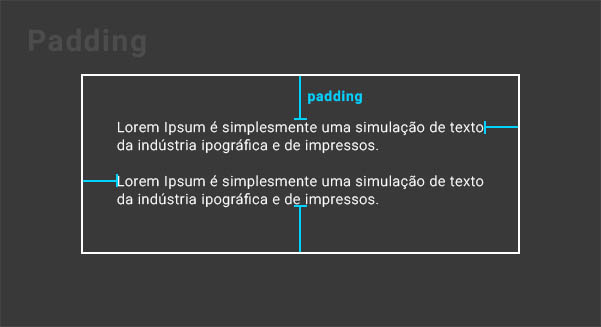 Padding
padding
Lorem Ipsum é simplesmente uma simulação de texto
da indústria ipográfica e de impressos.
Lorem Ipsum é simplesmente uma simulação de texto
da indústria ipográfica e de impressos.